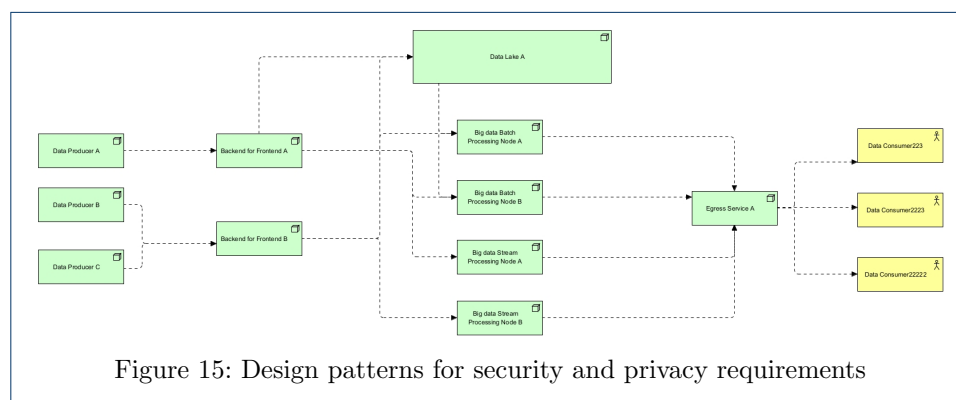 Data Lake A
Big data Batch
Processing Node A
Data Producer A
Backend for Frontend A
Data Consumer223
Data Producer B
Big data Batch
Processing Node B
Egress Service A
Data Consumer2223
Backend for Frontend B
Data Producer C
Big data Stream
Processing Node A
Data Consumer22222
Big data Stream
Processing Node B
Figure 15: Design patterns for security and privacy requirements